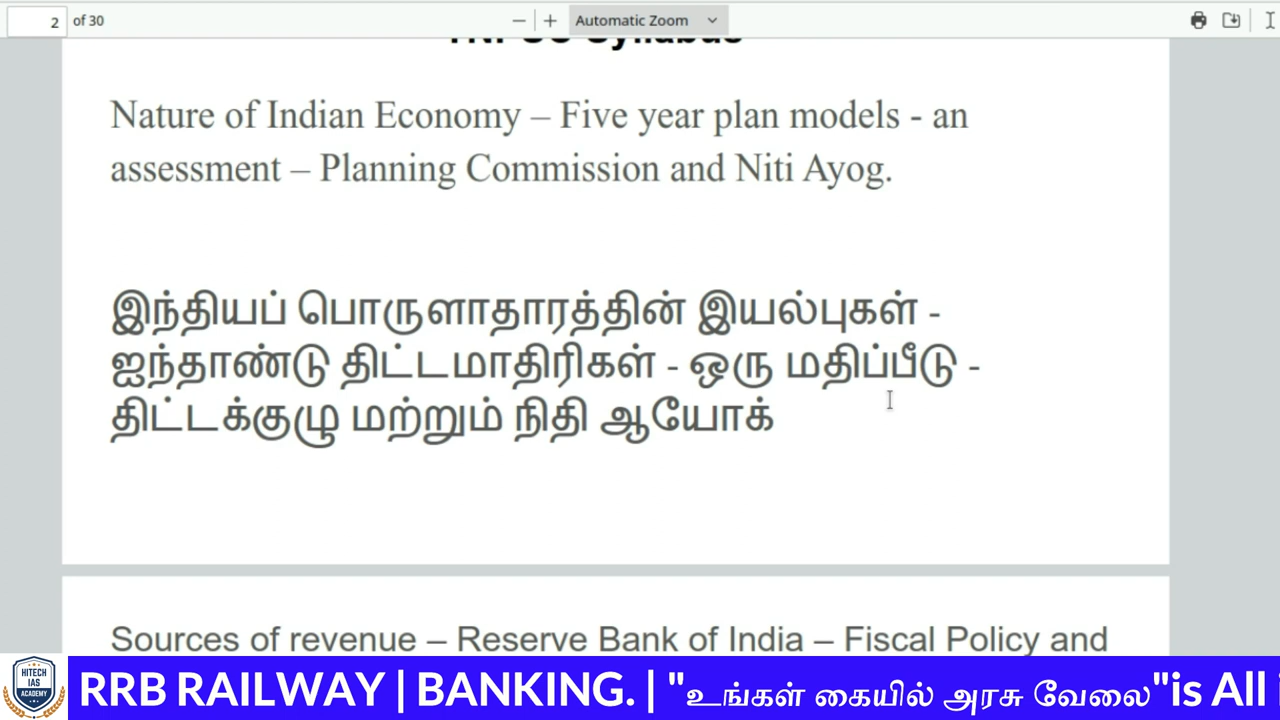 2 of 30 Automatic Zoom
Nature of Indian Economy – Five year plan models - an
assessment – Planning Commission and Niti Ayog.
இந்தியப் பொருளாதாரத்தின் இயல்புகள் -
ஐந்தாண்டு திட்டமாதிரிகள் - ஒரு மதிப்பீடு -
திட்டக்குழு மற்றும் நிதி ஆயோக்
Sources of revenue – Reserve Bank of India – Fiscal Policy and
HITECH
IAS
ACADEMY
RRB RAILWAY | BANKING. | "உங்கள் கையில் அரசு வேலை"is All